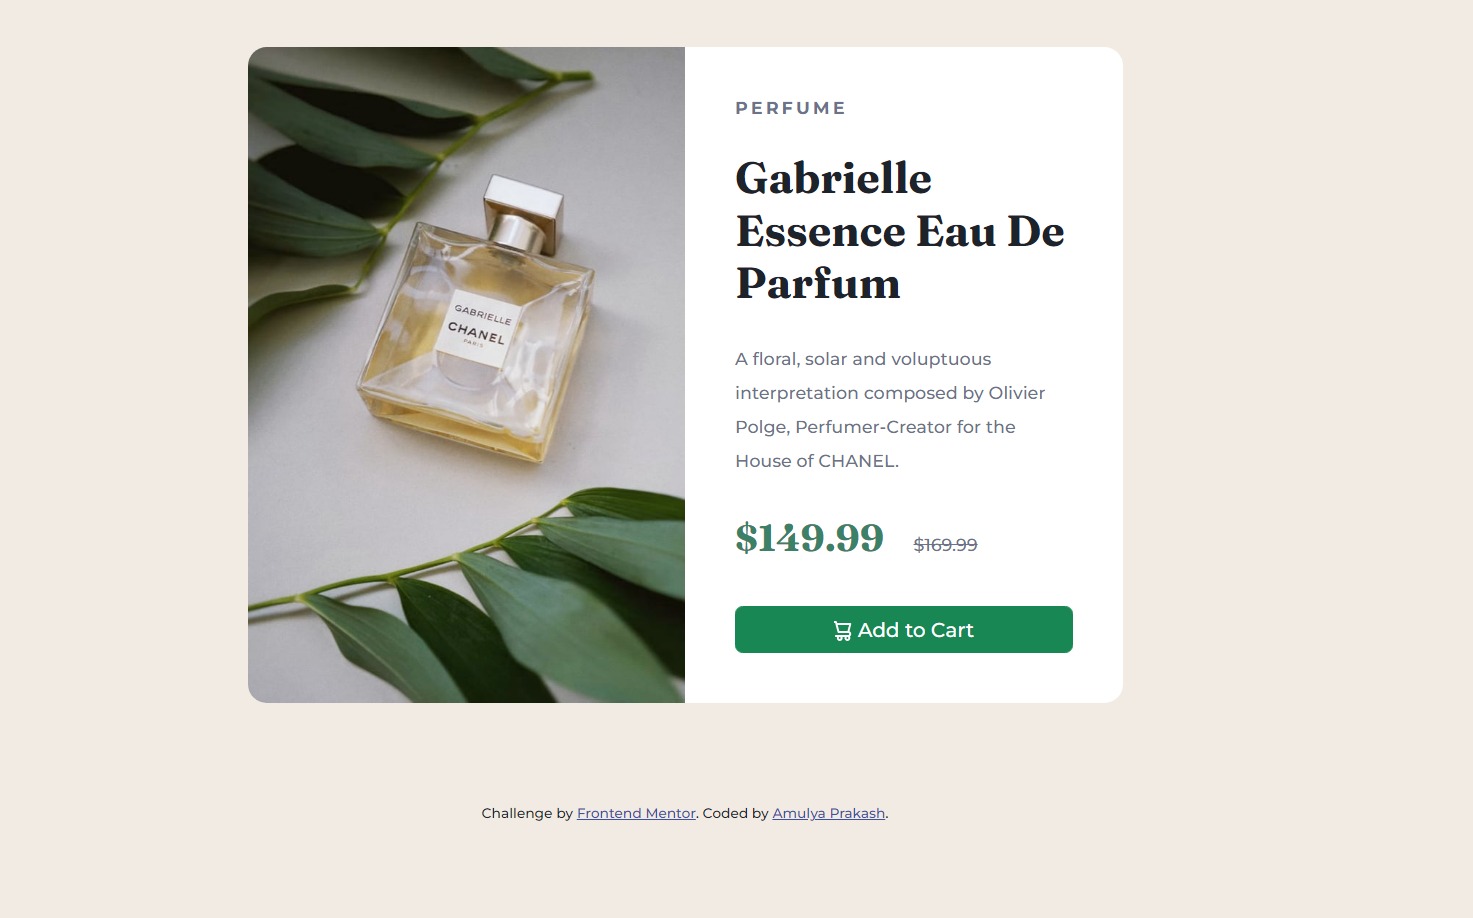 PERFUME
Gabrielle
Essence Eau De
Parfum
GABRIELLE
CHANEL
PARIS
A floral, solar and voluptuous
interpretation composed by Olivier
Polge, Perfumer-Creator for the
House of CHANEL.
$149.99 $169.99
Add to Cart
Challenge by Frontend Mentor. Coded by Amulya Prakash.